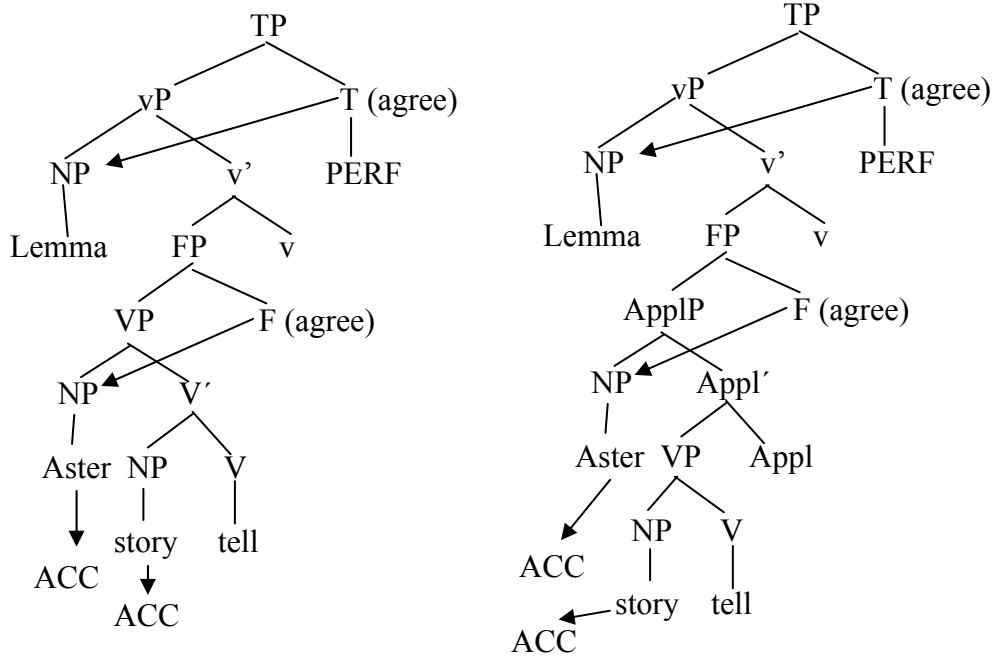 TP
vP T (agree)
NP v’ PERF
Lemma FP v
VP F (agree)
NP V´
Aster NP V
story tell
ACC ACC
TP
vP T (agree)
NP v’ PERF
Lemma FP v
ApplP F (agree)
NP Appl´
Aster VP Appl
NP V
ACC
story tell
ACC